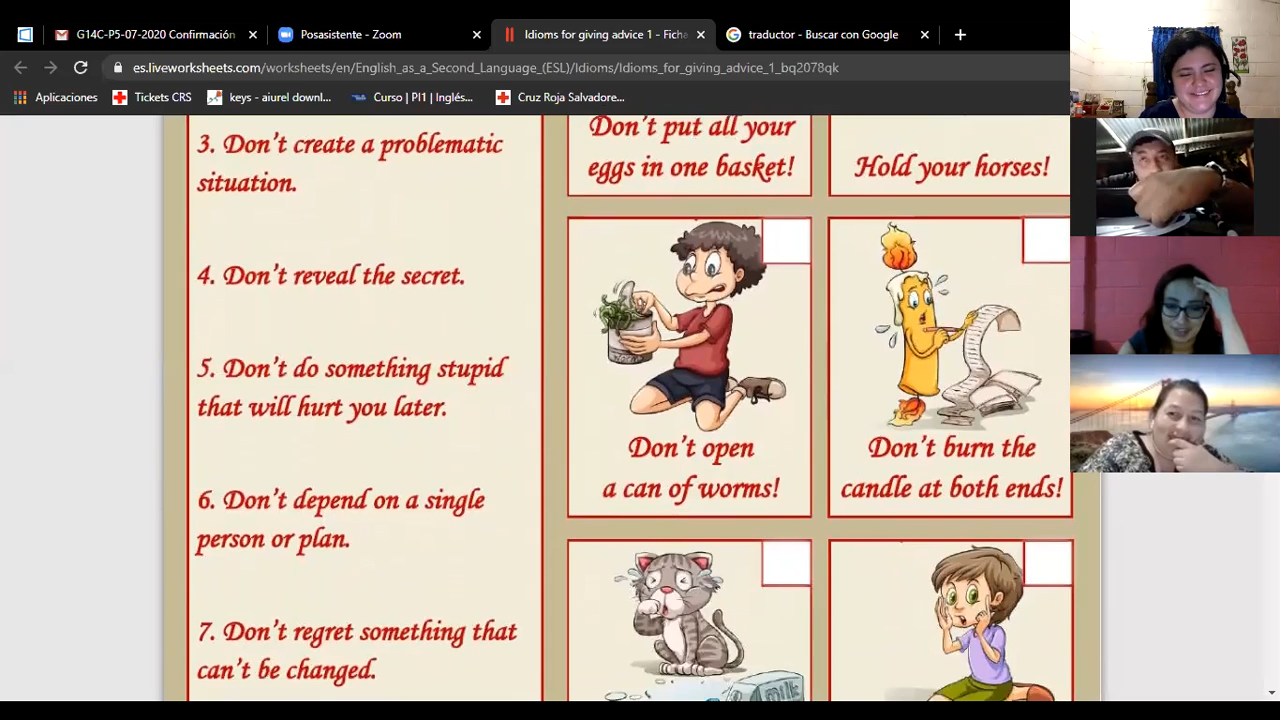 G14C-P5-07-2020 Confirmación
Posasistente - Zoom
Idioms for giving advice 1 - Ficha
traductor - Buscar con Google
es.liveworksheets.com/worksheets/en/English_as_a_Second_Language_(ESL)/Idioms/Idioms_for_giving_advice_1_bq2078qk
Aplicaciones
Tickets CRS
keys - aiurel downl...
Curso | PI1 | Inglés...
Cruz Roja Salvadore...
3. Don't create a problematic
situation.
4. Don't reveal the secret.
5. Don't do something stupid
that will hurt you later.
6. Don't depend on a single
person or plan.
7. Don't regret something that
can't be changed.
Don't put all your
eggs in one basket!
Hold your horses!
Don't open
a can of worms!
Don't burn the
candle at both ends!
milk